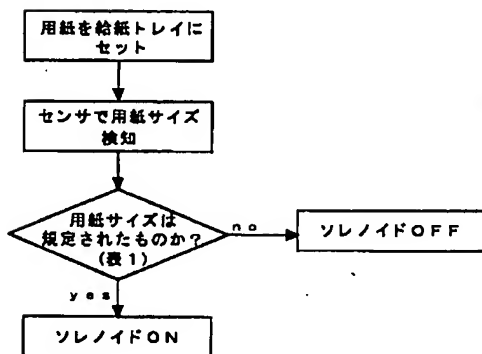 用紙を給紙トレイに
セット
センサで用紙サイズ
検知
用紙サイズは
規定されたものか?
(表1)
no
ソレノイドOFF
yes
ソレノイドON